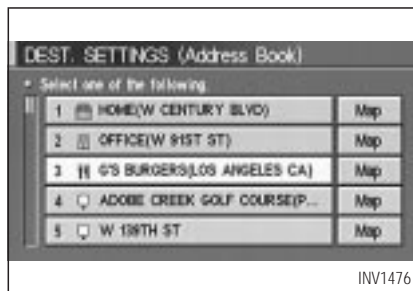 DEST. SETTINGS (Address Book)
Select one of the following
1 HOME(W CENTURY BLVD) Map
2 OFFICE(W 91ST ST) Map
3 G'S BURGERS(LOS ANGELES CA) Map
4 ADOBE CREEK GOLF COURSE(P... Map
5 W 139TH ST Map
INV1476